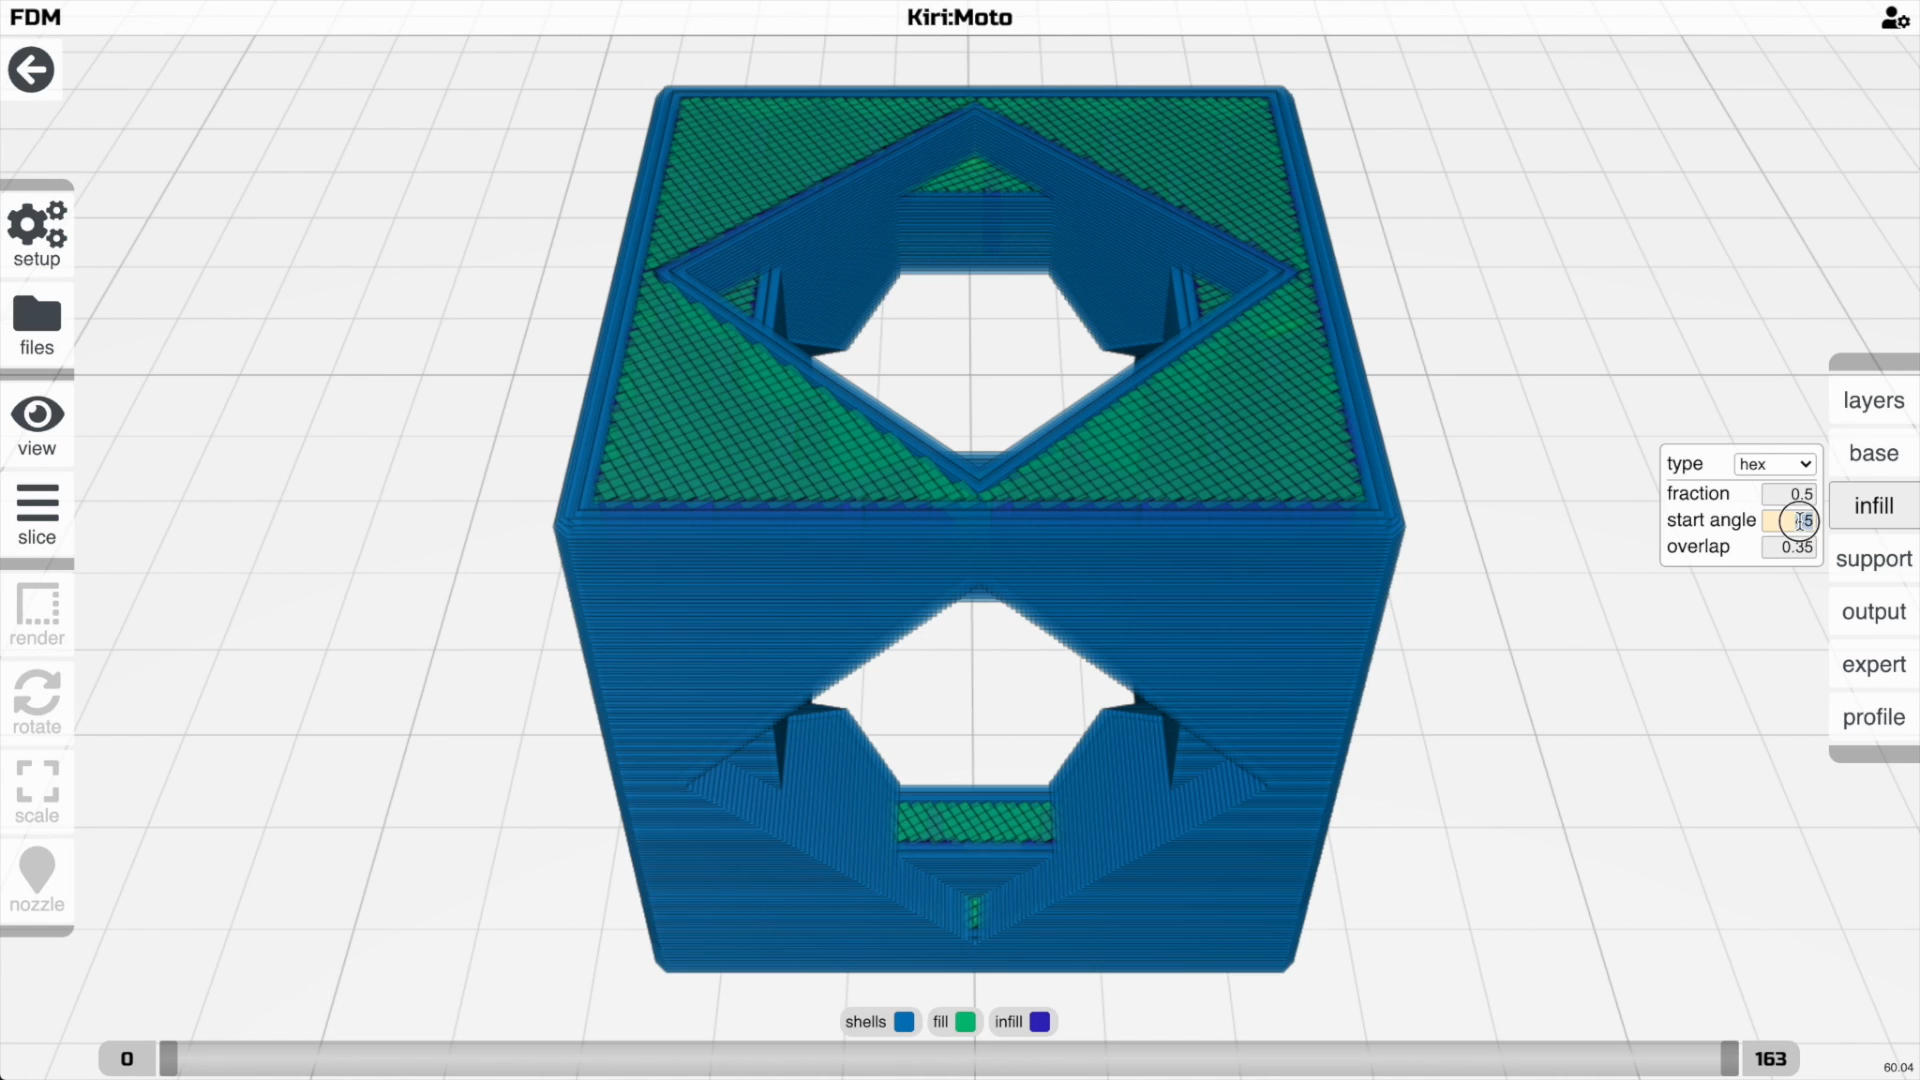 FDM
Kiri:Moto
setup
files
view
slice
render
rotate
scale
nozzle
type hex
fraction 0.5
start angle
overlap 0.35
layers
base
infill
support
output
expert
profile
shells fill infill
0
163
60.04